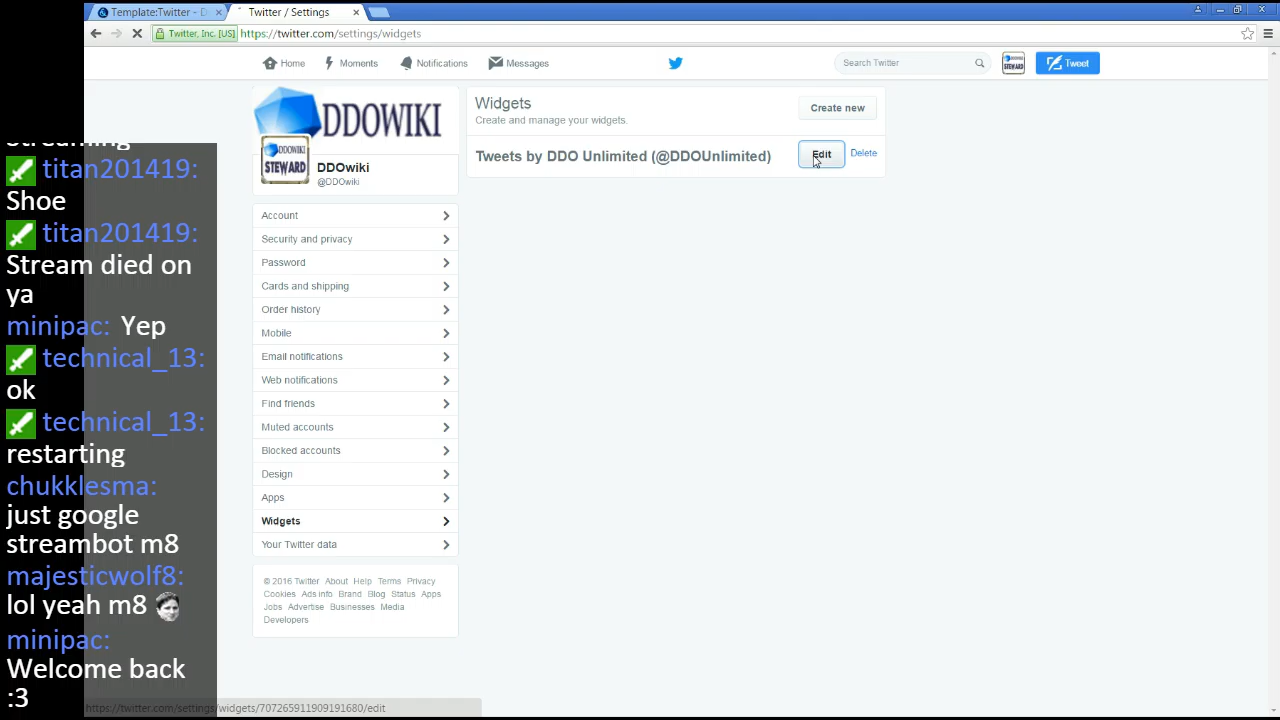 Template:Twitter - D
Twitter / Settings
Twitter, Inc. [US]
https://twitter.com/settings/widgets
Home
Moments
Notifications
Messages
Search Twitter
Tweet
DDOWIKI
DDOWIKI
STEWARD
DDOwiki
@DDOwiki
Account
Security and privacy
Password
Cards and shipping
Order history
Mobile
Email notifications
Web notifications
Find friends
Muted accounts
Blocked accounts
Design
Apps
Widgets
Your Twitter data
© 2016 Twitter About Help Terms Privacy
Cookies Ads info Brand Blog Status Apps
Jobs Advertise Businesses Media
Developers
Widgets
Create and manage your widgets.
Create new
Tweets by DDO Unlimited (@DDOUnlimited)
Edit
Delete
streaming
titan201419:
Shoe
titan201419:
Stream died on
ya
minipac: Yep
technical_13:
ok
technical_13:
restarting
chukklesma:
just google
streambot m8
majesticwolf8:
lol yeah m8
minipac:
Welcome back
:3
https://twitter.com/settings/widgets/707265911909191680/edit